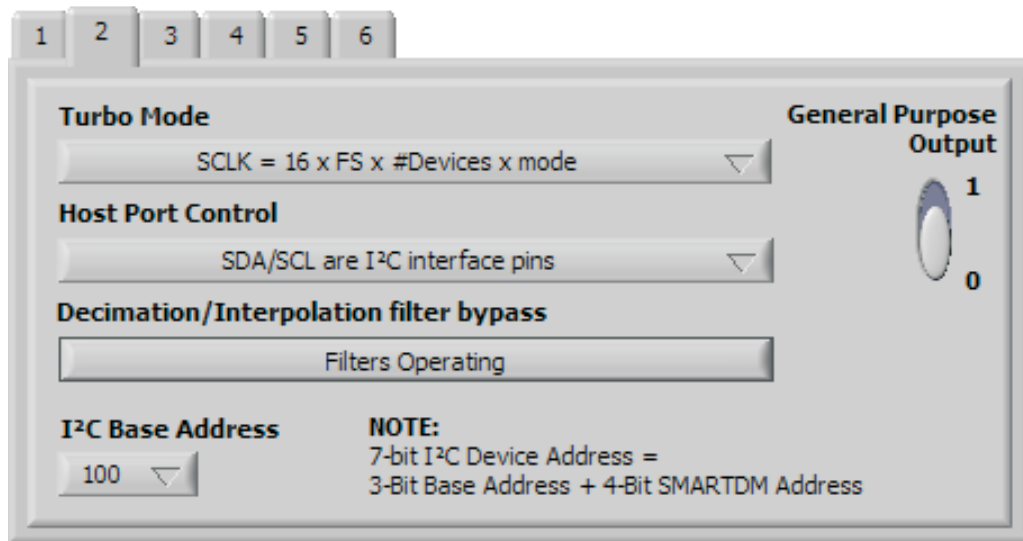 1 2 3 4 5 6
Turbo Mode
SCLK = 16 x FS x #Devices x mode
Host Port Control
SDA/SCL are I²C interface pins
Decimation/Interpolation filter bypass
Filters Operating
I²C Base Address
100
NOTE:
7-bit I²C Device Address =
3-Bit Base Address + 4-Bit SMARTDM Address
General Purpose
Output
1
0